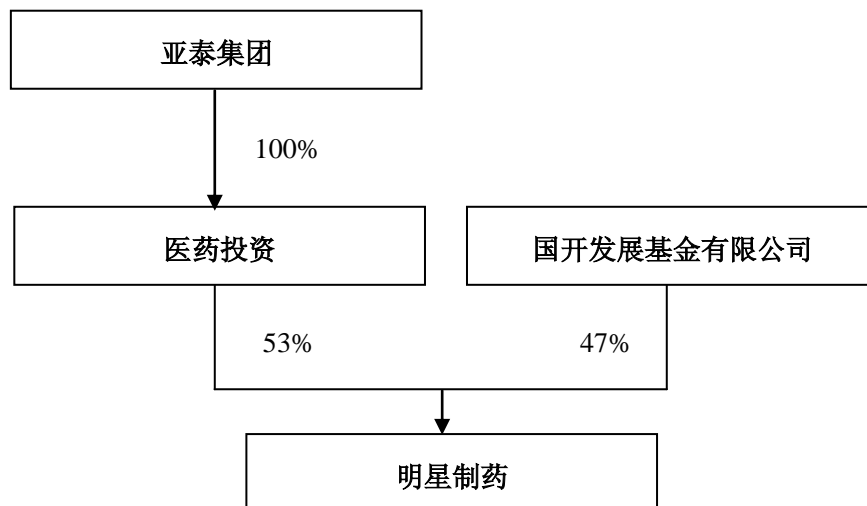 亚泰集团
100%
医药投资
国开发展基金有限公司
53%
47%
明星制药